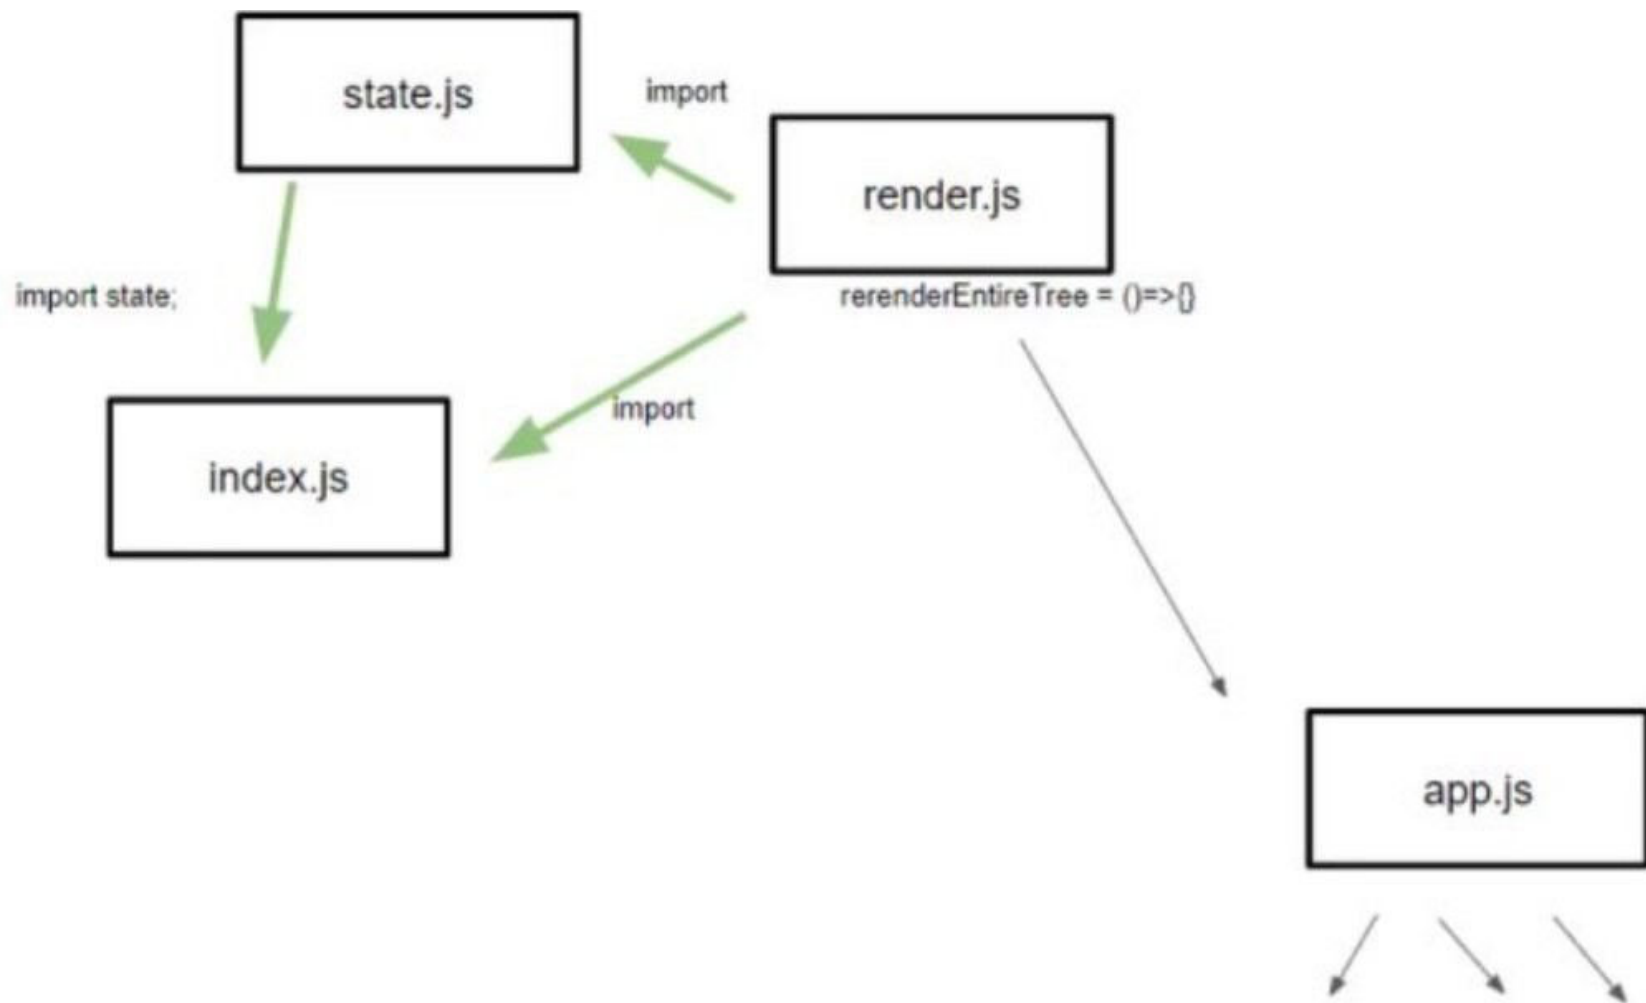 state.js
import
render.js
import state;
rerenderEntireTree = ()=>{}
import
index.js
app.js